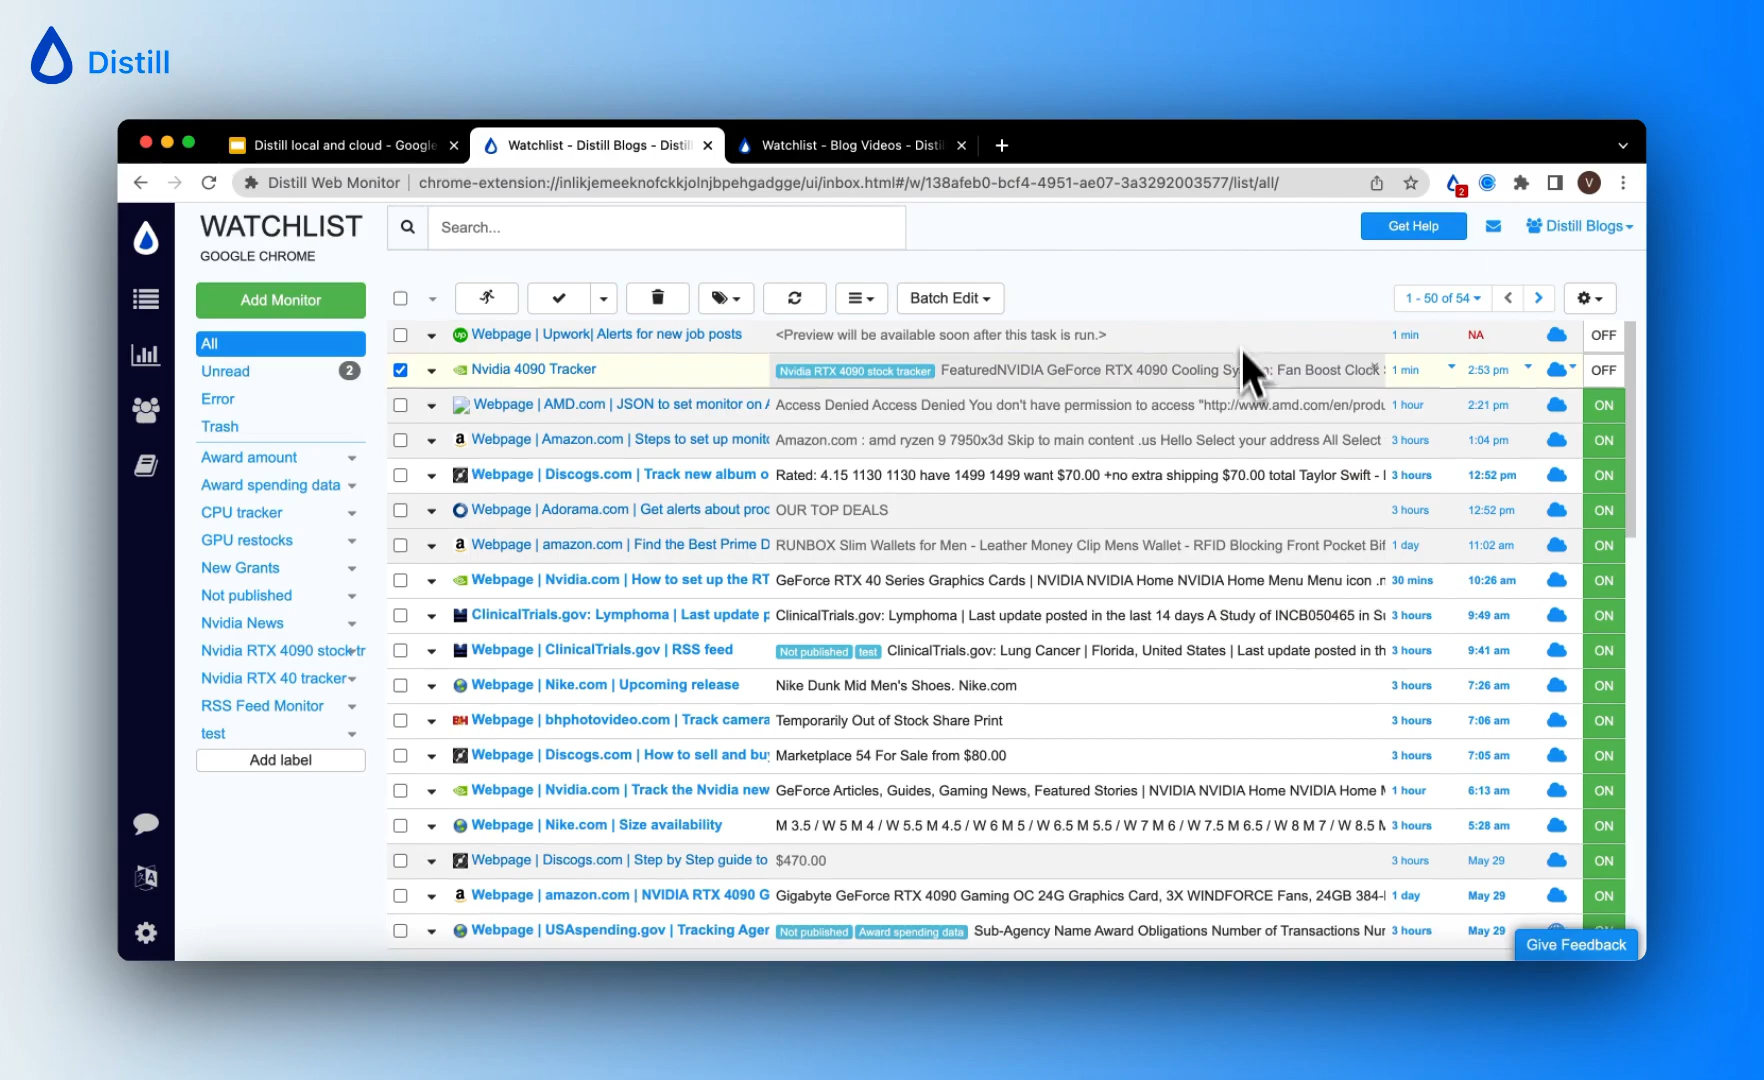 Distill
Distill local and cloud - Google
Watchlist - Distill Blogs - Distil
Watchlist - Blog Videos - Distil
Distill Web Monitor
chrome-extension://inlikjemeeknofckkjolnjbpehgadgge/ui/inbox.html#/w/138afeb0-bcf4-4951-ae07-3a3292003577/list/all/
2
V
WATCHLIST
GOOGLE CHROME
Search...
Get Help
Distill Blogs
Add Monitor
Batch Edit
1 - 50 of 54
All
Unread 2
Error
Trash
Award amount
Award spending data
CPU tracker
GPU restocks
New Grants
Not published
Nvidia News
Nvidia RTX 4090 stock tr
Nvidia RTX 40 tracker
RSS Feed Monitor
test
Add label
Webpage | Upwork| Alerts for new job posts <Preview will be available soon after this task is run.> 1 min NA OFF
Nvidia 4090 Tracker Nvidia RTX 4090 stock tracker FeaturedNVIDIA GeForce RTX 4090 Cooling Fan Boost Clock 1 min 2:53 pm OFF
Webpage | AMD.com | JSON to set monitor on A Access Denied Access Denied You don't have permission to access "http://www.amd.com/en/produ 1 hour 2:21 pm ON
a Webpage | Amazon.com | Steps to set up monito Amazon.com : amd ryzen 9 7950x3d Skip to main content .us Hello Select your address All Select 3 hours 1:04 pm ON
Webpage | Discogs.com | Track new album o Rated: 4.15 1130 1130 have 1499 1499 want $70.00 +no extra shipping $70.00 total Taylor Swift - 3 hours 12:52 pm ON
Webpage | Adorama.com | Get alerts about proc OUR TOP DEALS 3 hours 12:52 pm ON
a Webpage | amazon.com | Find the Best Prime D RUNBOX Slim Wallets for Men - Leather Money Clip Mens Wallet - RFID Blocking Front Pocket Bif 1 day 11:02 am ON
Webpage | Nvidia.com | How to set up the RT GeForce RTX 40 Series Graphics Cards | NVIDIA NVIDIA Home NVIDIA Home Menu Menu icon 30 mins 10:26 am ON
ClinicalTrials.gov: Lymphoma | Last update p ClinicalTrials.gov: Lymphoma | Last update posted in the last 14 days A Study of INCB050465 in Su 3 hours 9:49 am ON
Webpage | ClinicalTrials.gov | RSS feed Not published test ClinicalTrials.gov: Lung Cancer | Florida, United States | Last update posted in th 3 hours 9:41 am ON
Webpage | Nike.com | Upcoming release Nike Dunk Mid Men's Shoes. Nike.com 3 hours 7:26 am ON
BH Webpage | bhphotovideo.com | Track camera Temporarily Out of Stock Share Print 3 hours 7:06 am ON
Webpage | Discogs.com | How to sell and buy Marketplace 54 For Sale from $80.00 3 hours 7:05 am ON
Webpage | Nvidia.com | Track the Nvidia new GeForce Articles, Guides, Gaming News, Featured Stories | NVIDIA NVIDIA Home NVIDIA Home 1 hour 6:13 am ON
Webpage | Nike.com | Size availability M 3.5 / W 5 M 4 / W 5.5 M 4.5 / W 6 M 5 / W 6.5 M 5.5 / W 7 M 6 / W 7.5 M 6.5 / W 8 M 7 / W 8.5 M 3 hours 5:28 am ON
Webpage | Discogs.com | Step by Step guide to $470.00 3 hours May 29 ON
a Webpage | amazon.com | NVIDIA RTX 4090 G Gigabyte GeForce RTX 4090 Gaming OC 24G Graphics Card, 3X WINDFORCE Fans, 24GB 384- 1 day May 29 ON
Webpage | USAspending.gov | Tracking Agen Not published Award spending data Sub-Agency Name Award Obligations Number of Transactions Nur 3 hours May 29
Give Feedback